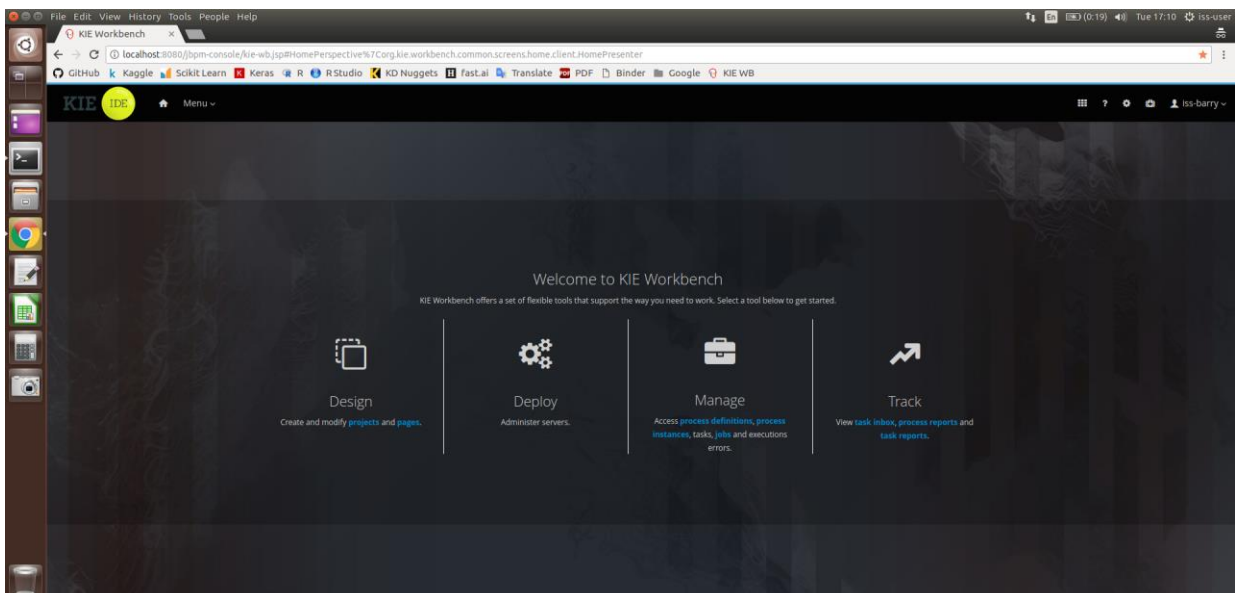 File Edit View History Tools People Help
En (0:19) Tue 17:10 iss-user
KIE Workbench ×
localhost:8080/jbpm-console/kie-wb.jsp#HomePerspective%7Corg.kie.workbench.common.screens.home.client.HomePresenter
GitHub k Kaggle Scikit Learn K Keras R R RStudio KD Nuggets H fast.ai Translate PDF PDF Binder Google KIE WB
KIE IDE Menu ? iss-barry
Welcome to KIE Workbench
KIE Workbench offers a set of flexible tools that support the way you need to work. Select a tool below to get started.
Design
Create and modify projects and pages.
Deploy
Administer servers.
Manage
Access process definitions, process
instances, tasks, jobs and executions
errors.
Track
View task inbox, process reports and
task reports.